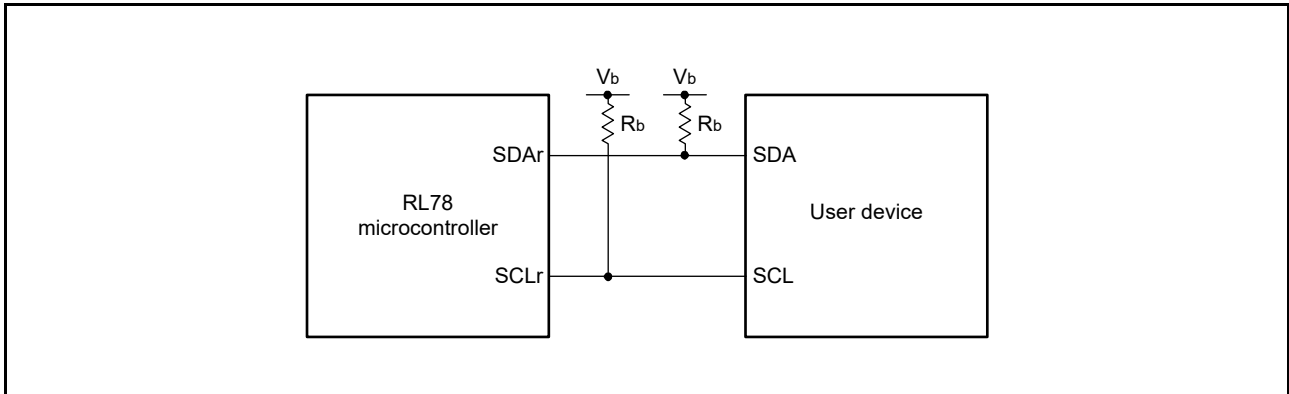 Vb
Vb
Rb
Rb
SDAr
SDA
RL78
microcontroller
User device
SCLr
SCL